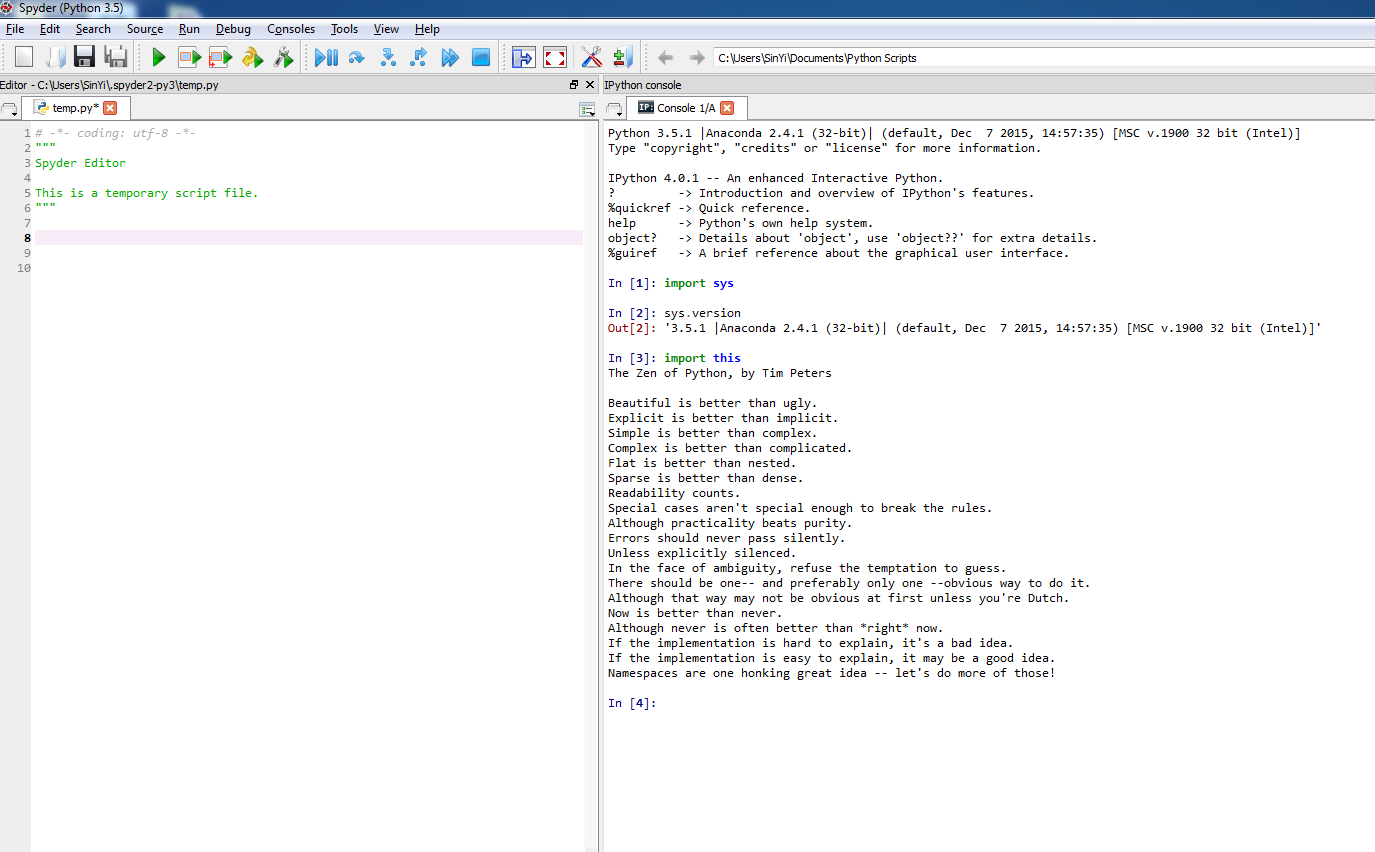 Spyder (Python 3.5)
File Edit Search Source Run Debug Consoles Tools View Help
C:\Users\SinYi\Documents\Python Scripts
Editor - C:\Users\SinYi\.spyder2-py3\temp.py
temp.py*
1 # -*- coding: utf-8 -*-
2 """
3 Spyder Editor
4
5 This is a temporary script file.
6 """
7
8
9
10
IPython console
IP: Console 1/A
Python 3.5.1 |Anaconda 2.4.1 (32-bit)| (default, Dec  7 2015, 14:57:35) [MSC v.1900 32 bit (Intel)]
Type "copyright", "credits" or "license" for more information.
IPython 4.0.1 -- An enhanced Interactive Python.
?         -> Introduction and overview of IPython's features.
%quickref -> Quick reference.
help      -> Python's own help system.
object?   -> Details about 'object', use 'object??' for extra details.
%guiref   -> A brief reference about the graphical user interface.
In [1]: import sys
In [2]: sys.version
Out[2]: '3.5.1 |Anaconda 2.4.1 (32-bit)| (default, Dec  7 2015, 14:57:35) [MSC v.1900 32 bit (Intel)]'
In [3]: import this
The Zen of Python, by Tim Peters
Beautiful is better than ugly.
Explicit is better than implicit.
Simple is better than complex.
Complex is better than complicated.
Flat is better than nested.
Sparse is better than dense.
Readability counts.
Special cases aren't special enough to break the rules.
Although practicality beats purity.
Errors should never pass silently.
Unless explicitly silenced.
In the face of ambiguity, refuse the temptation to guess.
There should be one-- and preferably only one --obvious way to do it.
Although that way may not be obvious at first unless you're Dutch.
Now is better than never.
Although never is often better than *right* now.
If the implementation is hard to explain, it's a bad idea.
If the implementation is easy to explain, it may be a good idea.
Namespaces are one honking great idea -- let's do more of those!
In [4]: